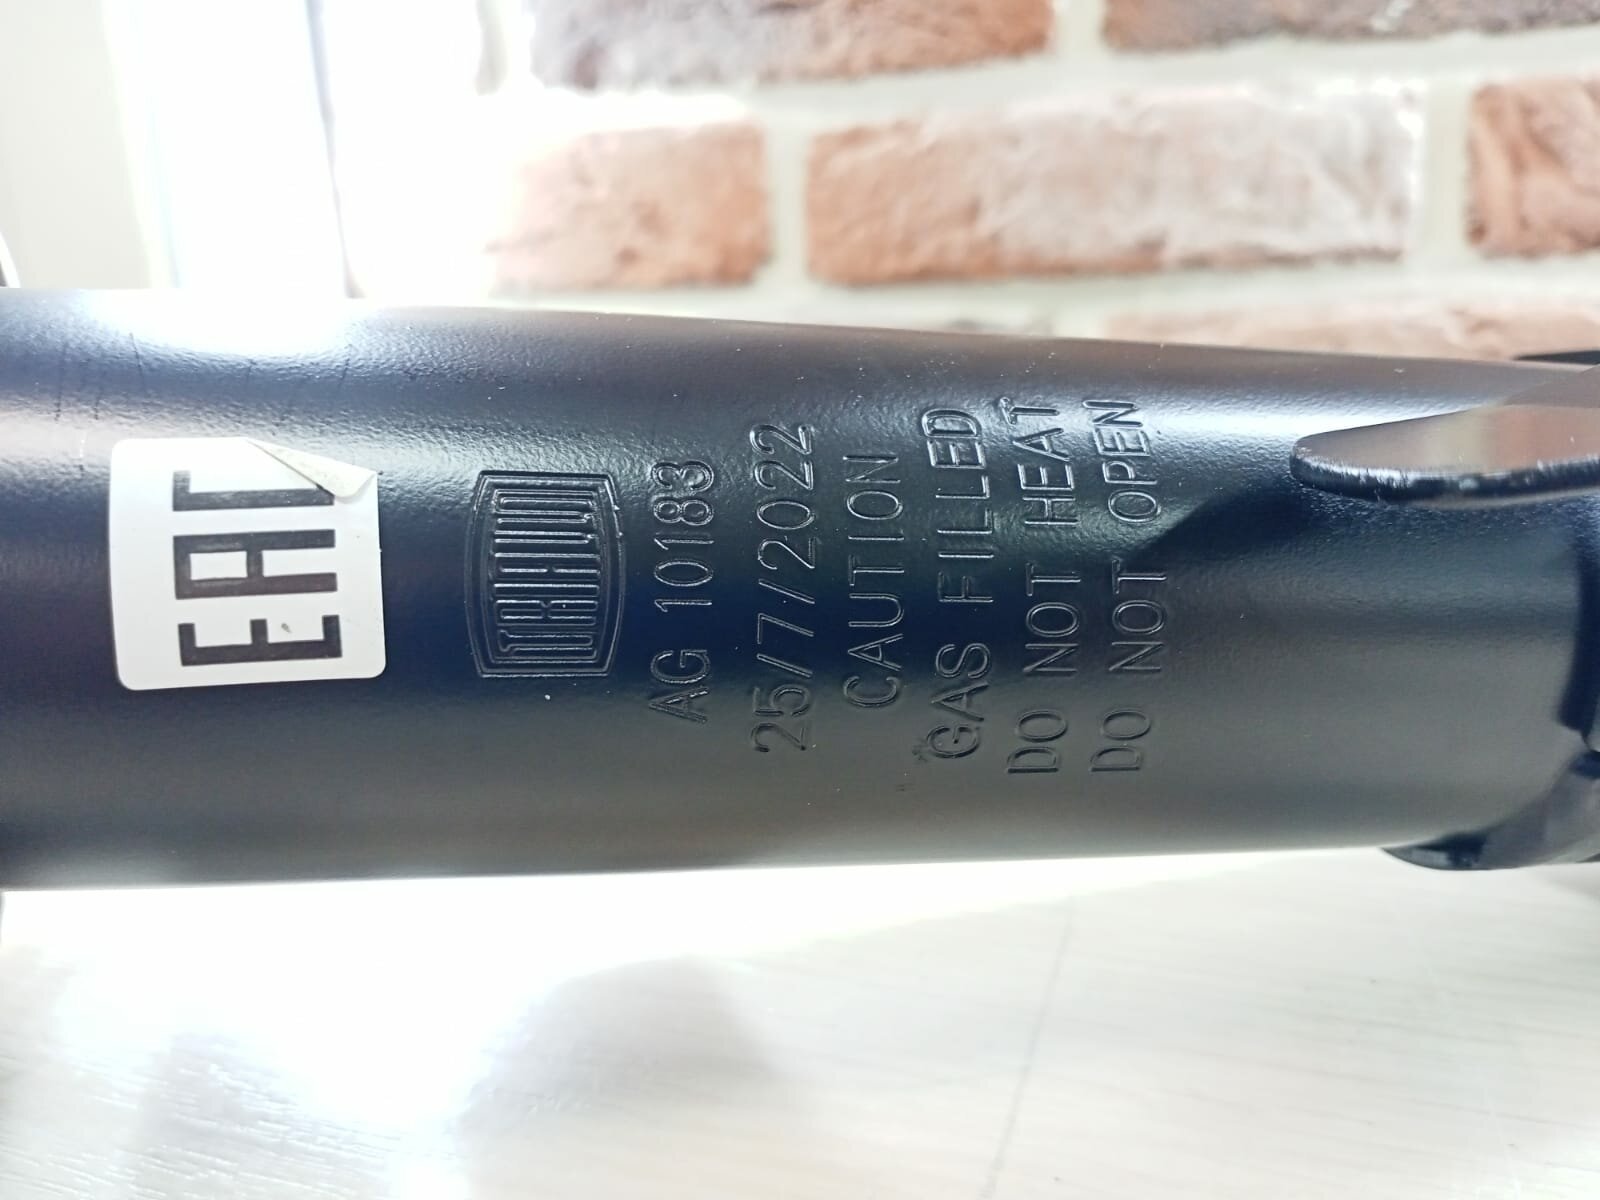 EAC
AG 10183
25/7/2022
CAUTION
GAS FILLED
DO NOT HEAT
DO NOT OPEN